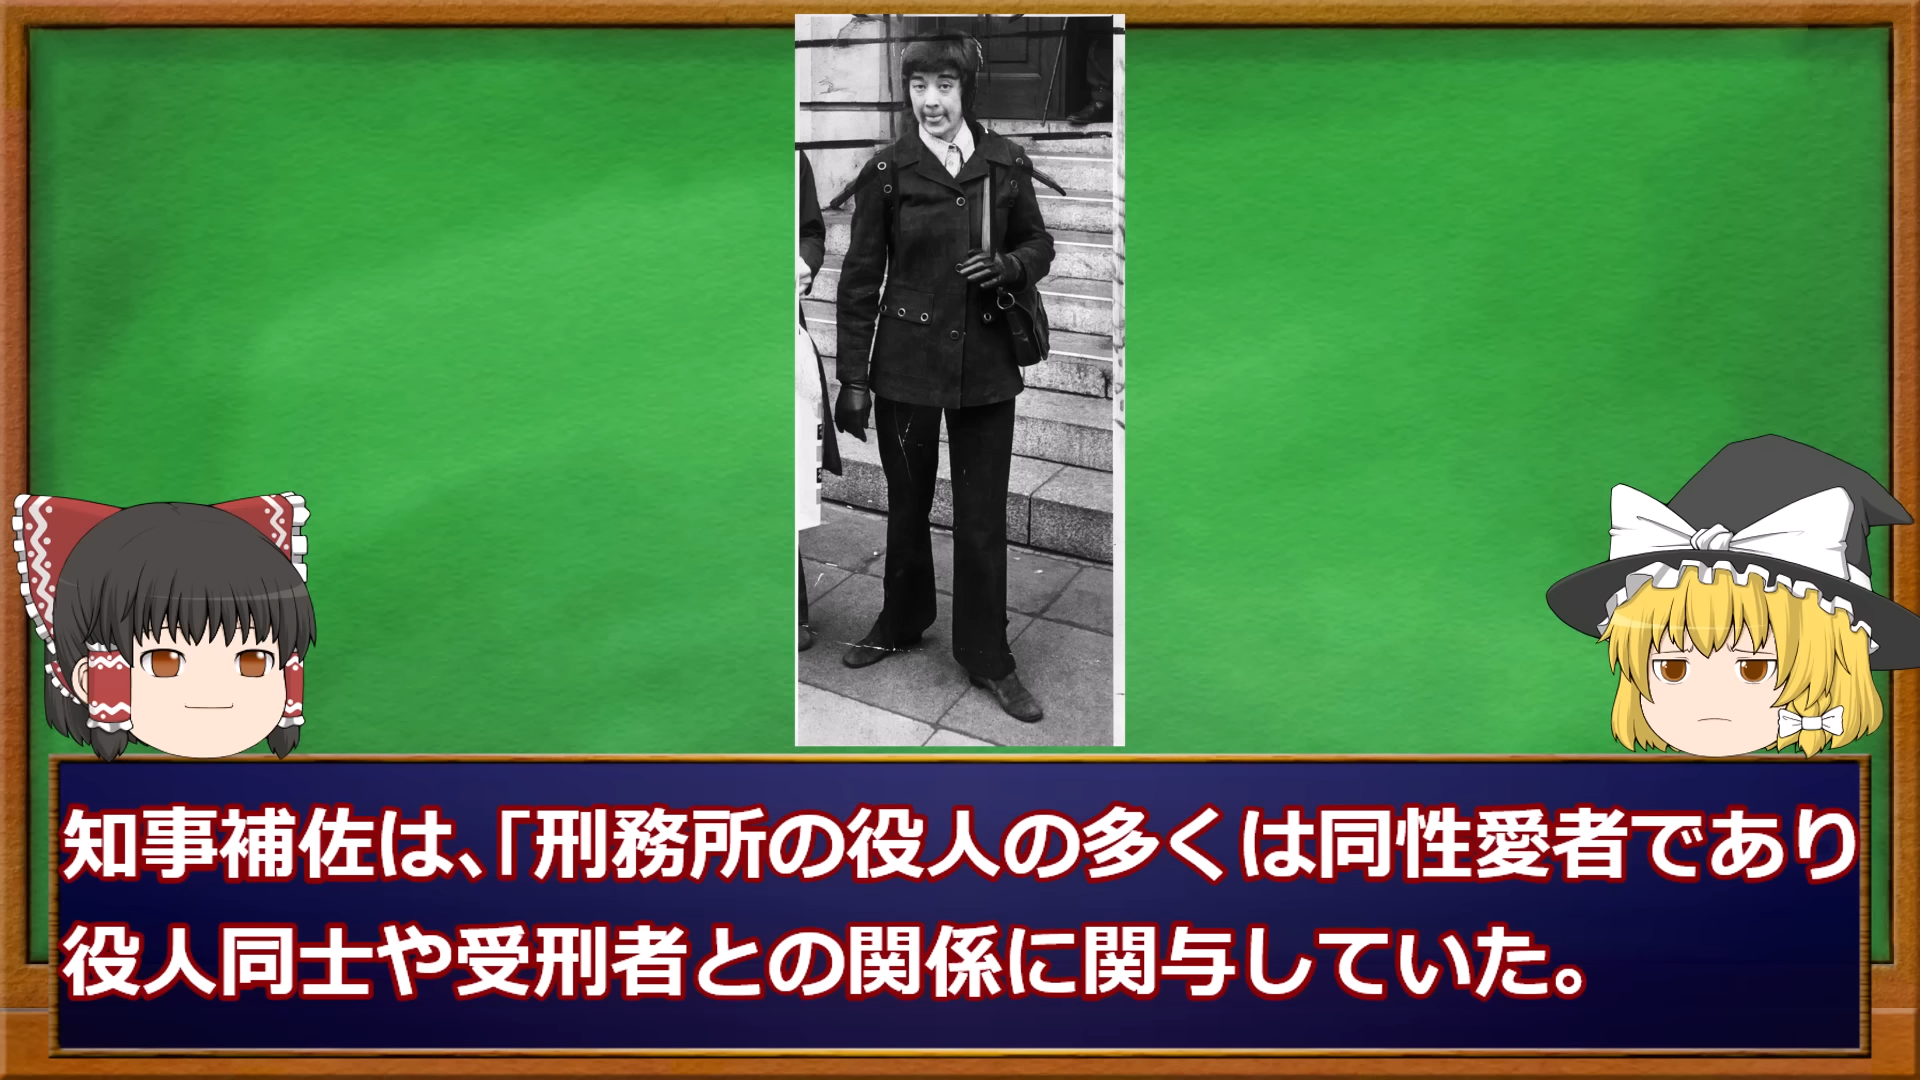 知事補佐は、「刑務所の役人の多くは同性愛者であり
役人同士や受刑者との関係に関与していた。